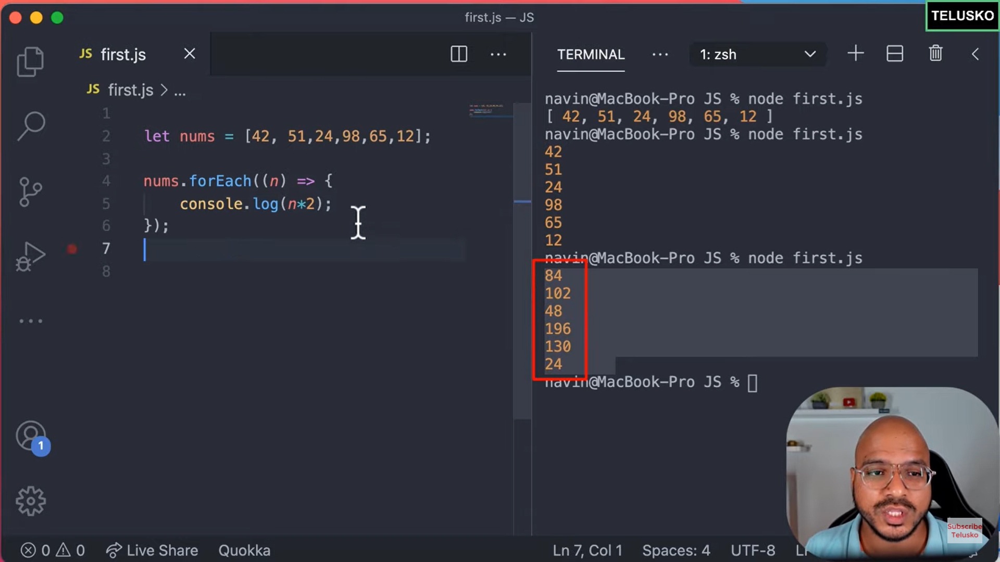 first.js — JS
TELUSKO
JS first.js
TERMINAL
1: zsh
JS first.js > ...
1
2 let nums = [42, 51,24,98,65,12];
3
4 nums.forEach((n) => {
5 console.log(n*2);
6 });
7
8
navin@MacBook-Pro JS % node first.js
[ 42, 51, 24, 98, 65, 12 ]
navin@MacBook-Pro JS % node first.js
42
51
24
98
65
12
navin@MacBook-Pro JS % node first.js
84
102
48
196
130
24
navin@MacBook-Pro JS %
1
Subscribe
Telusko
0 0 Live Share Quokka
Ln 7, Col 1 Spaces: 4 UTF-8